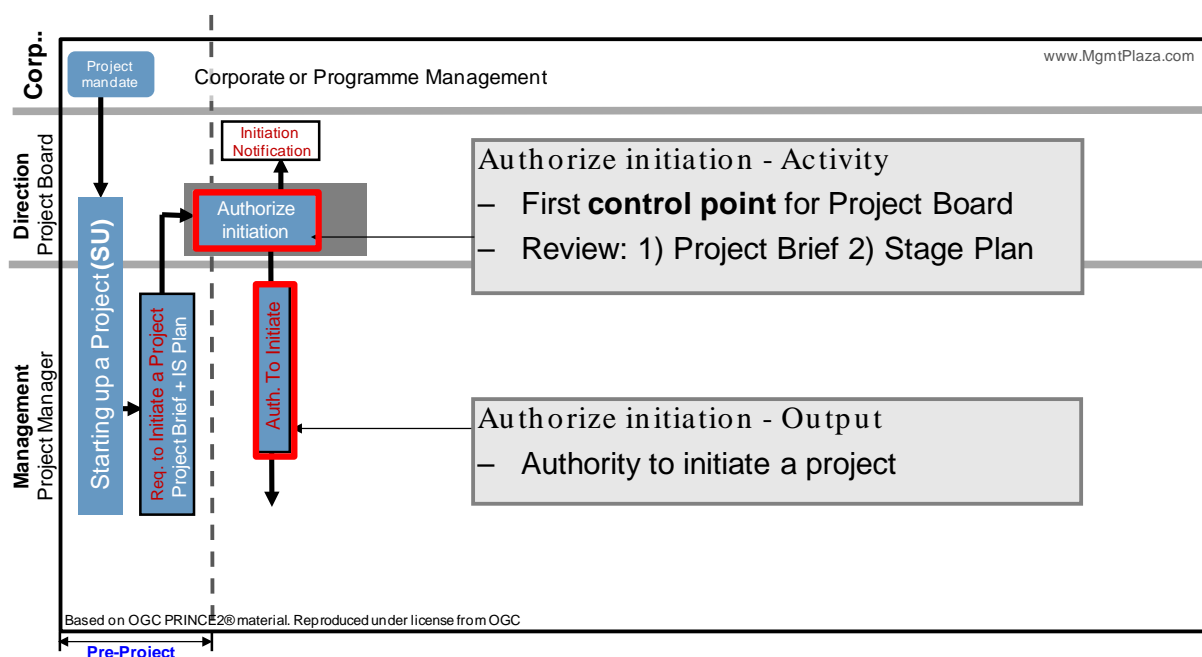 Corp..
Project
mandate
Corporate or Programme Management
www.MgmtPlaza.com
Direction
Project Board
Initiation
Notification
Authorize
initiation
Authorize initiation - Activity
– First control point for Project Board
– Review: 1) Project Brief 2) Stage Plan
Management
Project Manager
Starting up a Project (SU)
Req. to Initiate a Project
Project Brief + IS Plan
Auth. To Initiate
Authorize initiation - Output
– Authority to initiate a project
Based on OGC PRINCE2® material. Reproduced under license from OGC
Pre-Project